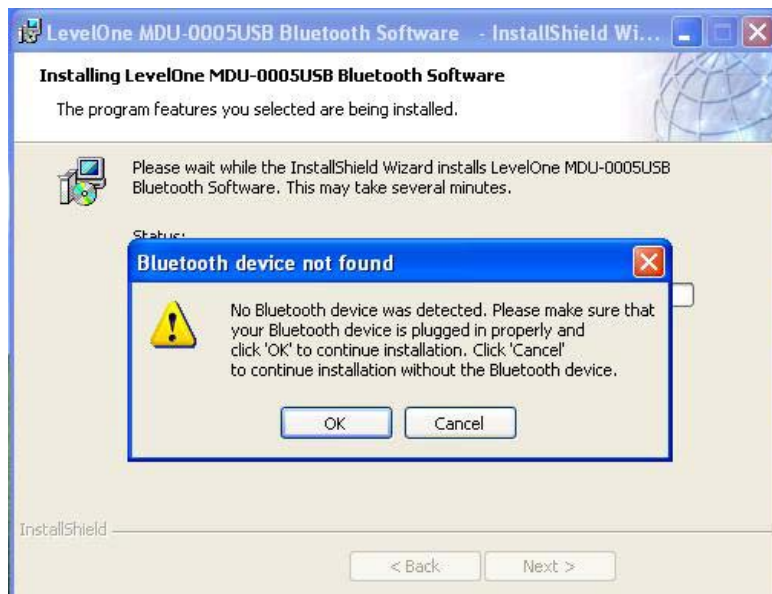 LevelOne MDU-0005USB Bluetooth Software - InstallShield Wi...
Installing LevelOne MDU-0005USB Bluetooth Software
The program features you selected are being installed.
Please wait while the InstallShield Wizard installs LevelOne MDU-0005USB
Bluetooth Software. This may take several minutes.
Status:
Bluetooth device not found
No Bluetooth device was detected. Please make sure that
your Bluetooth device is plugged in properly and
click 'OK' to continue installation. Click 'Cancel'
to continue installation without the Bluetooth device.
OK Cancel
InstallShield
< Back Next >